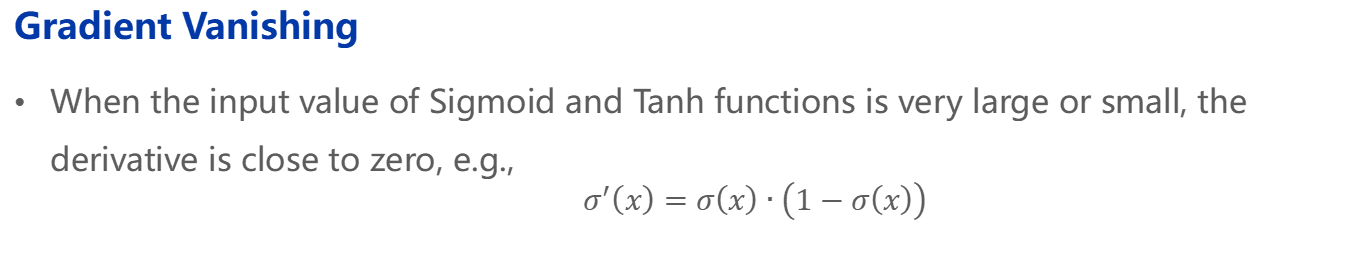 Gradient Vanishing
• When the input value of Sigmoid and Tanh functions is very large or small, the
derivative is close to zero, e.g.,
σ′(x) = σ(x) · (1 − σ(x))